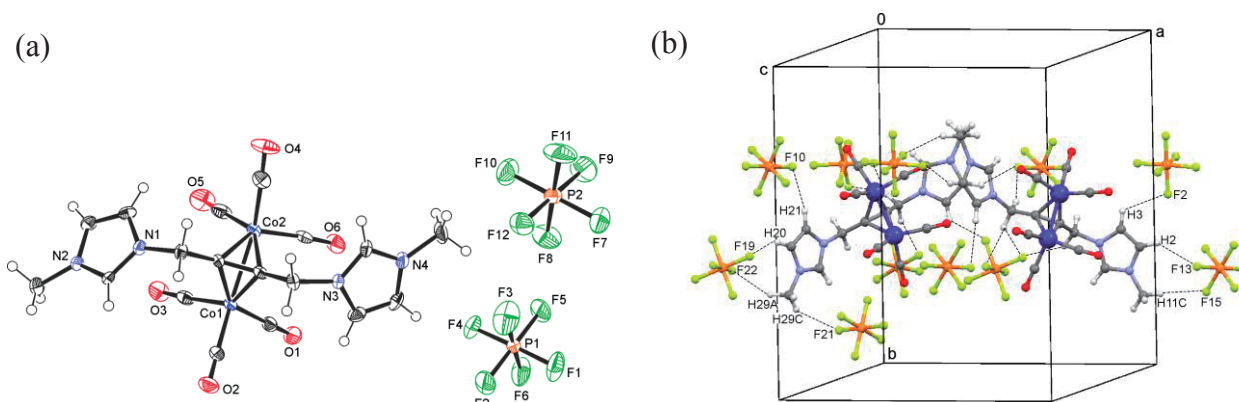 (a)
O4
O5
Co2
O6
N1
N2
N4
N3
O3
Co1
O1
O2
F11
F10
F9
P2
F12
F7
F8
F3
F5
F4
P1
F1
F6
(b)
0
a
c
F10
F2
H21
H3
H20
H2
F19
F22
F13
H29A
H11C
F15
H29C
F21
b